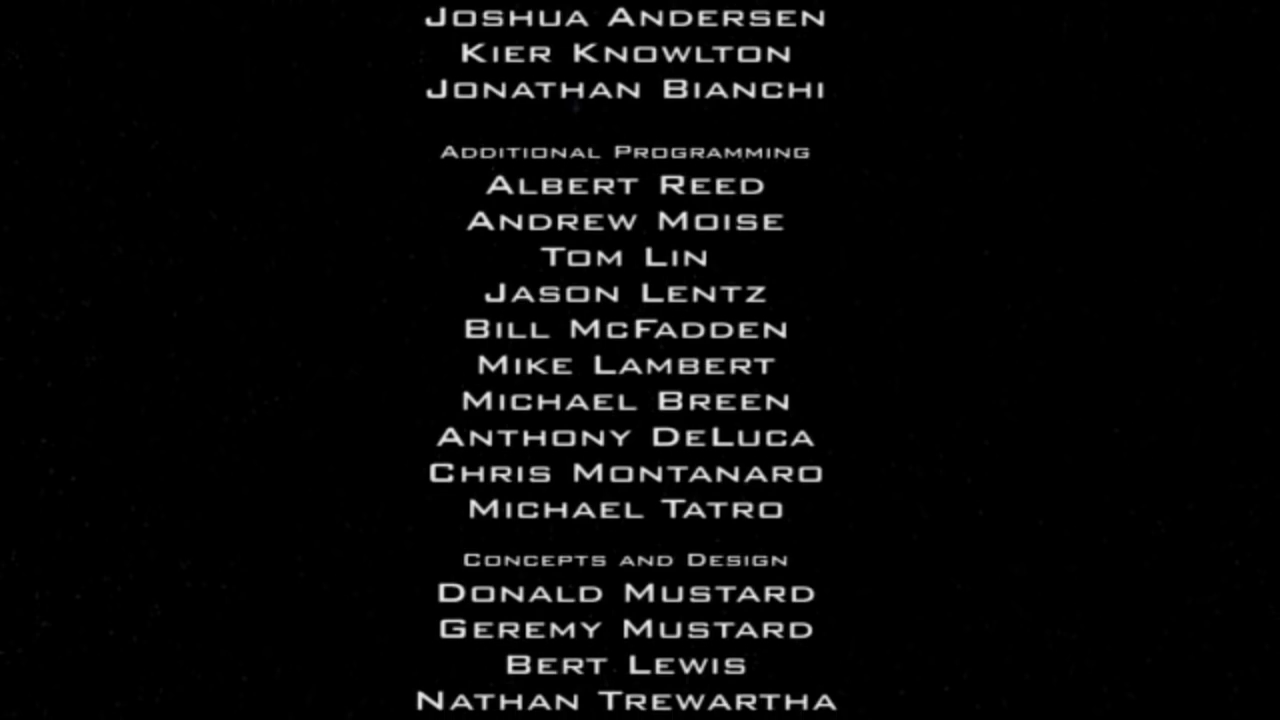 Joshua Andersen
Kier Knowlton
Jonathan Bianchi
Additional Programming
Albert Reed
Andrew Moise
Tom Lin
Jason Lentz
Bill McFadden
Mike Lambert
Michael Breen
Anthony DeLuca
Chris Montanaro
Michael Tatro
Concepts and Design
Donald Mustard
Geremy Mustard
Bert Lewis
Nathan Trewartha